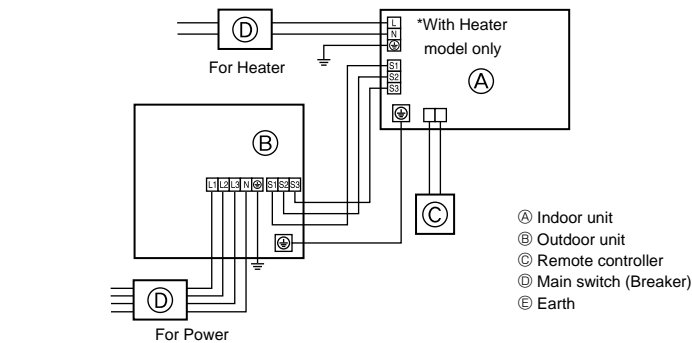 Ⓓ
For Heater
L
N
*With Heater
model only
S1
S2
S3
Ⓐ
Ⓑ
L1 L2 L3 N S1 S2 S3
Ⓒ
Ⓐ Indoor unit
Ⓑ Outdoor unit
Ⓒ Remote controller
Ⓓ Main switch (Breaker)
Ⓔ Earth
Ⓓ
For Power